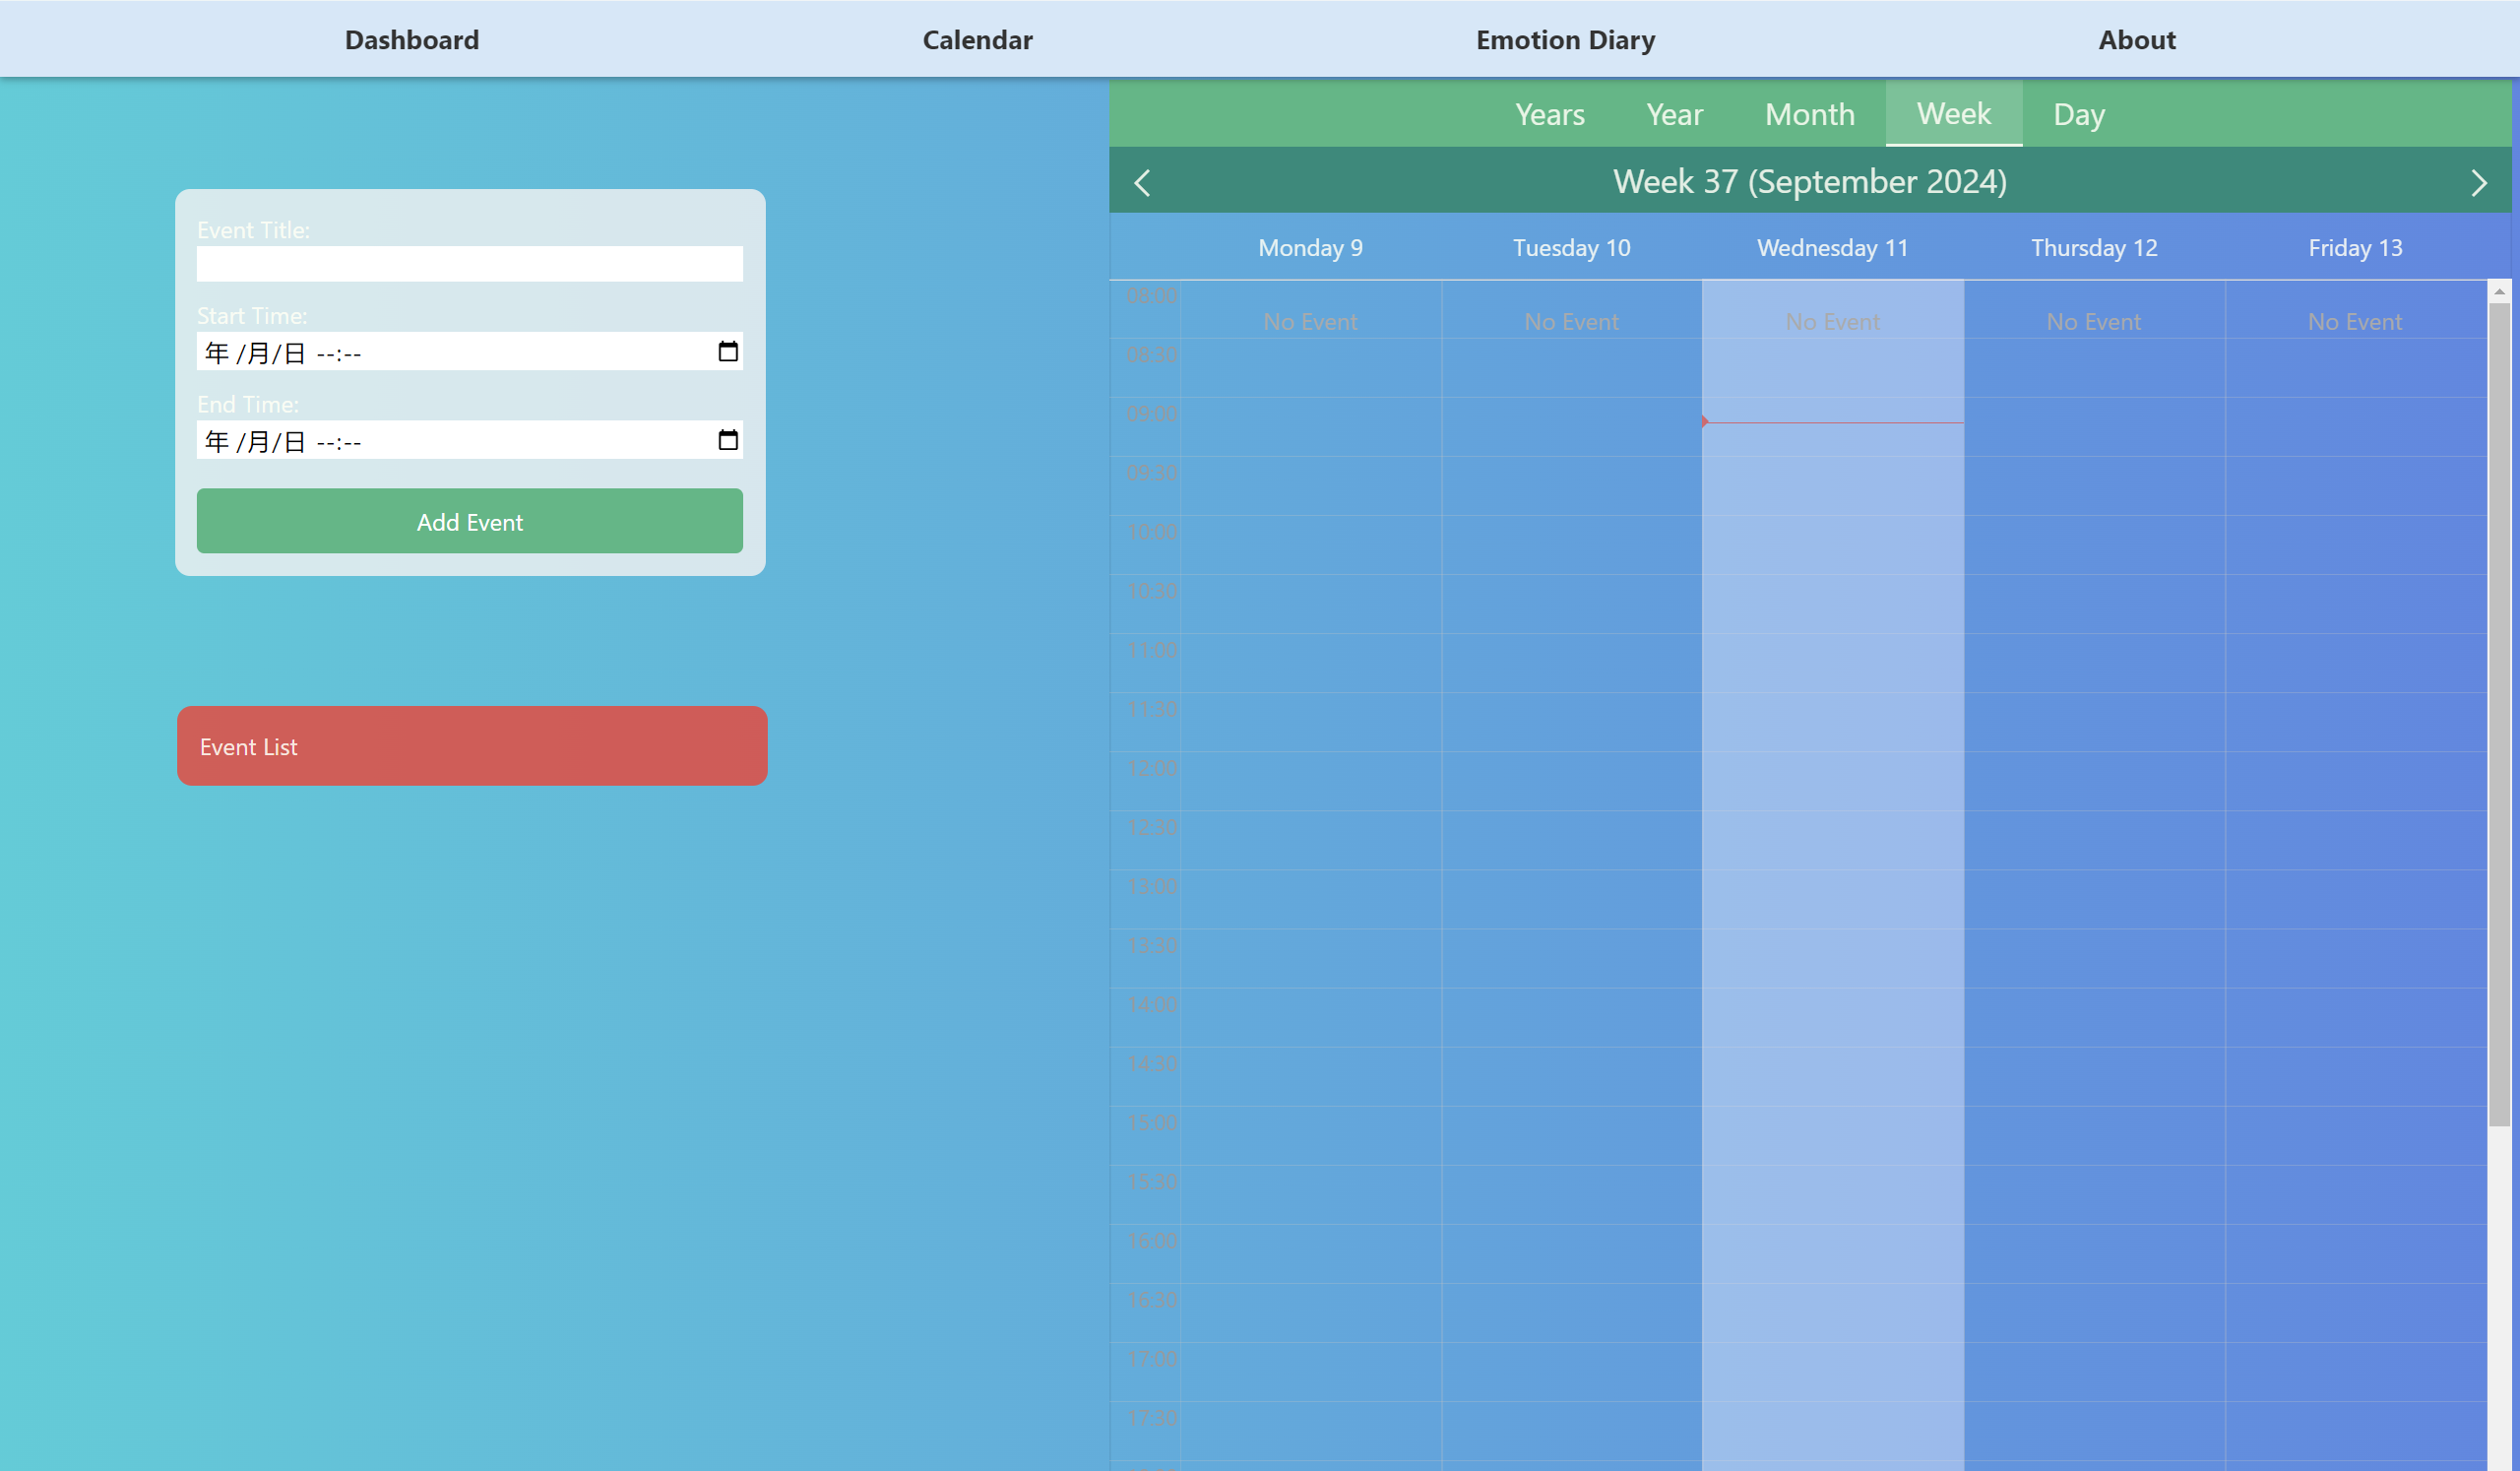 Dashboard Calendar Emotion Diary About
Event Title:
Start Time:
年 /月/日 --:--
End Time:
年 /月/日 --:--
Add Event
Event List
Years Year Month Week Day
Week 37 (September 2024)
Monday 9 Tuesday 10 Wednesday 11 Thursday 12 Friday 13
No Event No Event No Event No Event No Event
08:00
08:30
09:00
09:30
10:00
10:30
11:00
11:30
12:00
12:30
13:00
13:30
14:00
14:30
15:00
15:30
16:00
16:30
17:00
17:30